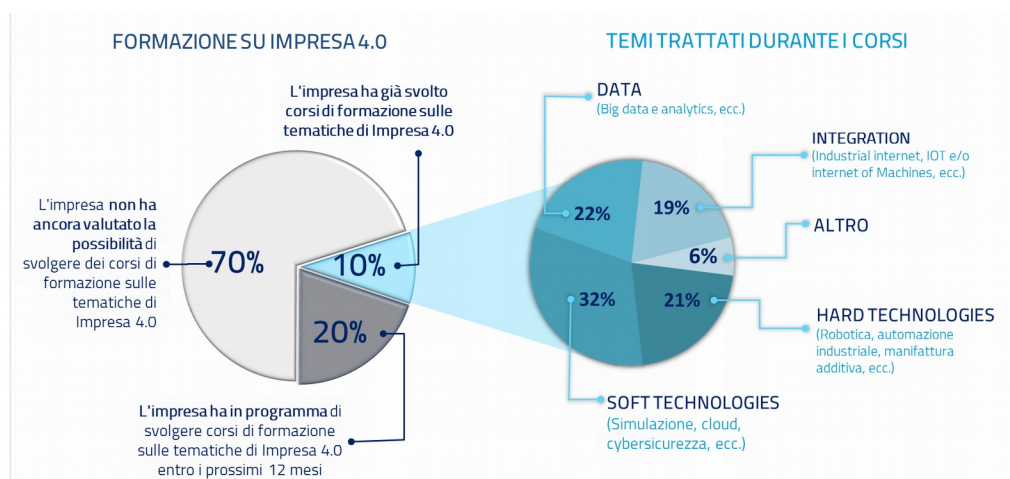 FORMAZIONE SU IMPRESA 4.0
L'impresa ha già svolto
corsi di formazione sulle
tematiche di Impresa 4.0
L'impresa non ha
ancora valutato la
possibilità di
svolgere dei corsi di
formazione sulle
tematiche di
Impresa 4.0
70%
10%
20%
L'impresa ha in programma di
svolgere corsi di formazione
sulle tematiche di Impresa 4.0
entro i prossimi 12 mesi
TEMI TRATTATI DURANTE I CORSI
DATA
(Big data e analytics, ecc.)
22%
INTEGRATION
(Industrial internet, IOT e/o
internet of Machines, ecc.)
19%
ALTRO
6%
HARD TECHNOLOGIES
(Robotica, automazione
industriale, manifattura
additiva, ecc.)
21%
32%
SOFT TECHNOLOGIES
(Simulazione, cloud,
cybersicurezza, ecc.)